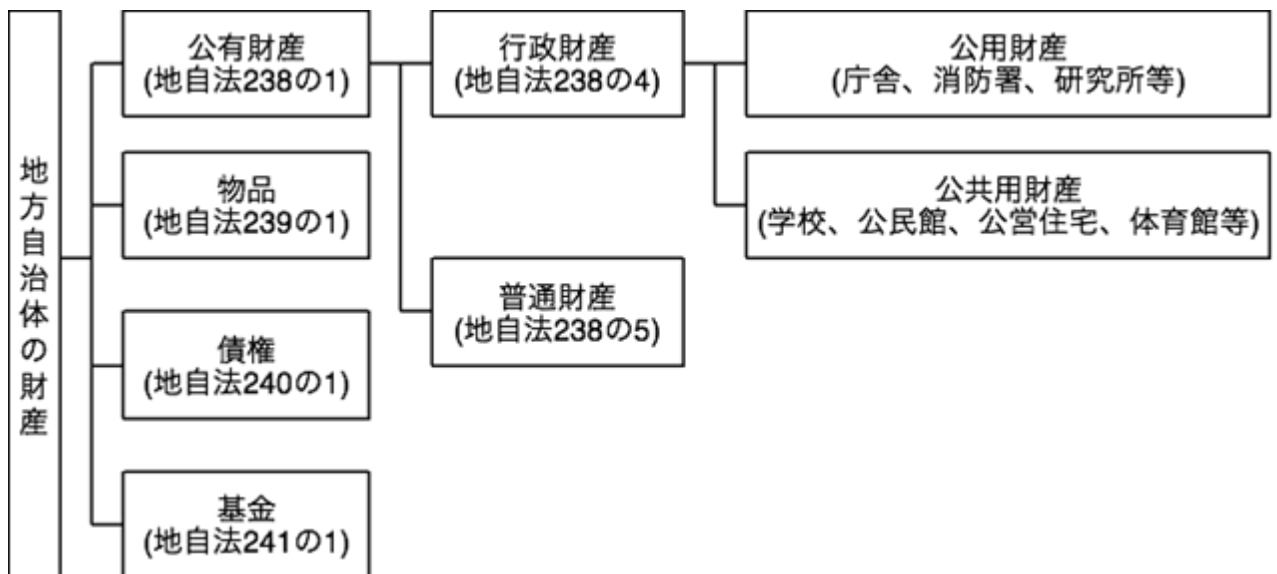 地方自治体の財産
公有財産
(地自法238の1)
行政財産
(地自法238の4)
公用財産
(庁舎、消防署、研究所等)
公共用財産
(学校、公民館、公営住宅、体育館等)
普通財産
(地自法238の5)
物品
(地自法239の1)
債権
(地自法240の1)
基金
(地自法241の1)